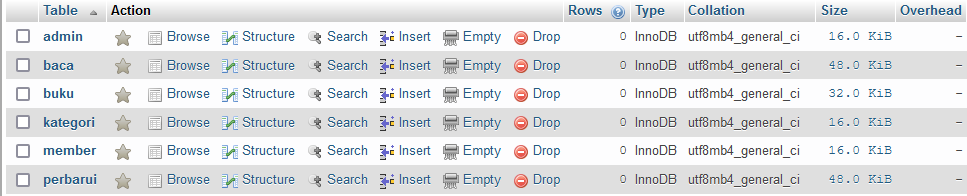 Table Action Rows Type Collation Size Overhead
admin Browse Structure Search Insert Empty Drop 0 InnoDB utf8mb4_general_ci 16.0 KiB -
baca Browse Structure Search Insert Empty Drop 0 InnoDB utf8mb4_general_ci 48.0 KiB -
buku Browse Structure Search Insert Empty Drop 0 InnoDB utf8mb4_general_ci 32.0 KiB -
kategori Browse Structure Search Insert Empty Drop 0 InnoDB utf8mb4_general_ci 16.0 KiB -
member Browse Structure Search Insert Empty Drop 0 InnoDB utf8mb4_general_ci 16.0 KiB -
perbarui Browse Structure Search Insert Empty Drop 0 InnoDB utf8mb4_general_ci 48.0 KiB -